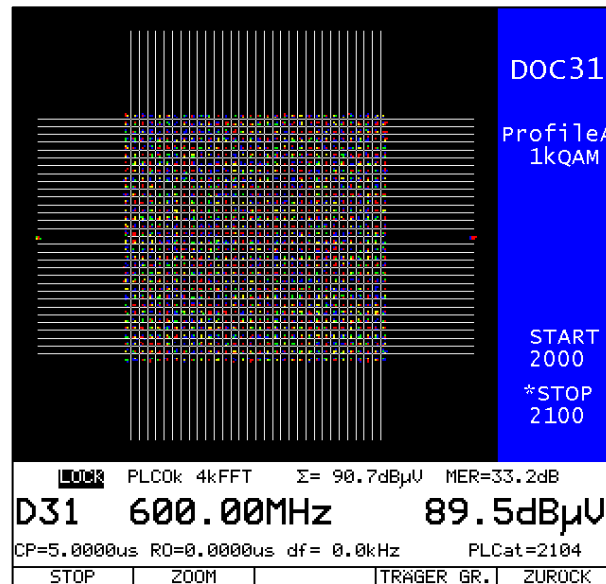 DOC31
ProfileA
1kQAM
START
2000
*STOP
2100
LOCK PLCOk 4kFFT Σ= 90.7dBµV MER=33.2dB
D31 600.00MHz 89.5dBµV
CP=5.0000us RO=0.0000us df= 0.0kHz PLCat=2104
STOP ZOOM TRÄGER GR. ZURÜCK